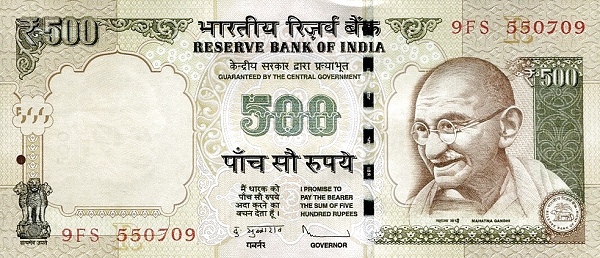 ₹500
भारतीय रिज़र्व बैंक
RESERVE BANK OF INDIA
9FS 550709
केन्द्रीय सरकार द्वारा प्रत्याभूत
GUARANTEED BY THE CENTRAL GOVERNMENT
500
₹500
पाँच सौ रुपये
मैं धारक को
पाँच सौ रुपये
अदा करने का
वचन देता हूँ।
I PROMISE TO
PAY THE BEARER
THE SUM OF FIVE
HUNDRED RUPEES
महात्मा गांधी MAHATMA GANDHI
सत्यमेव जयते
9FS 550709
गवर्नर GOVERNOR